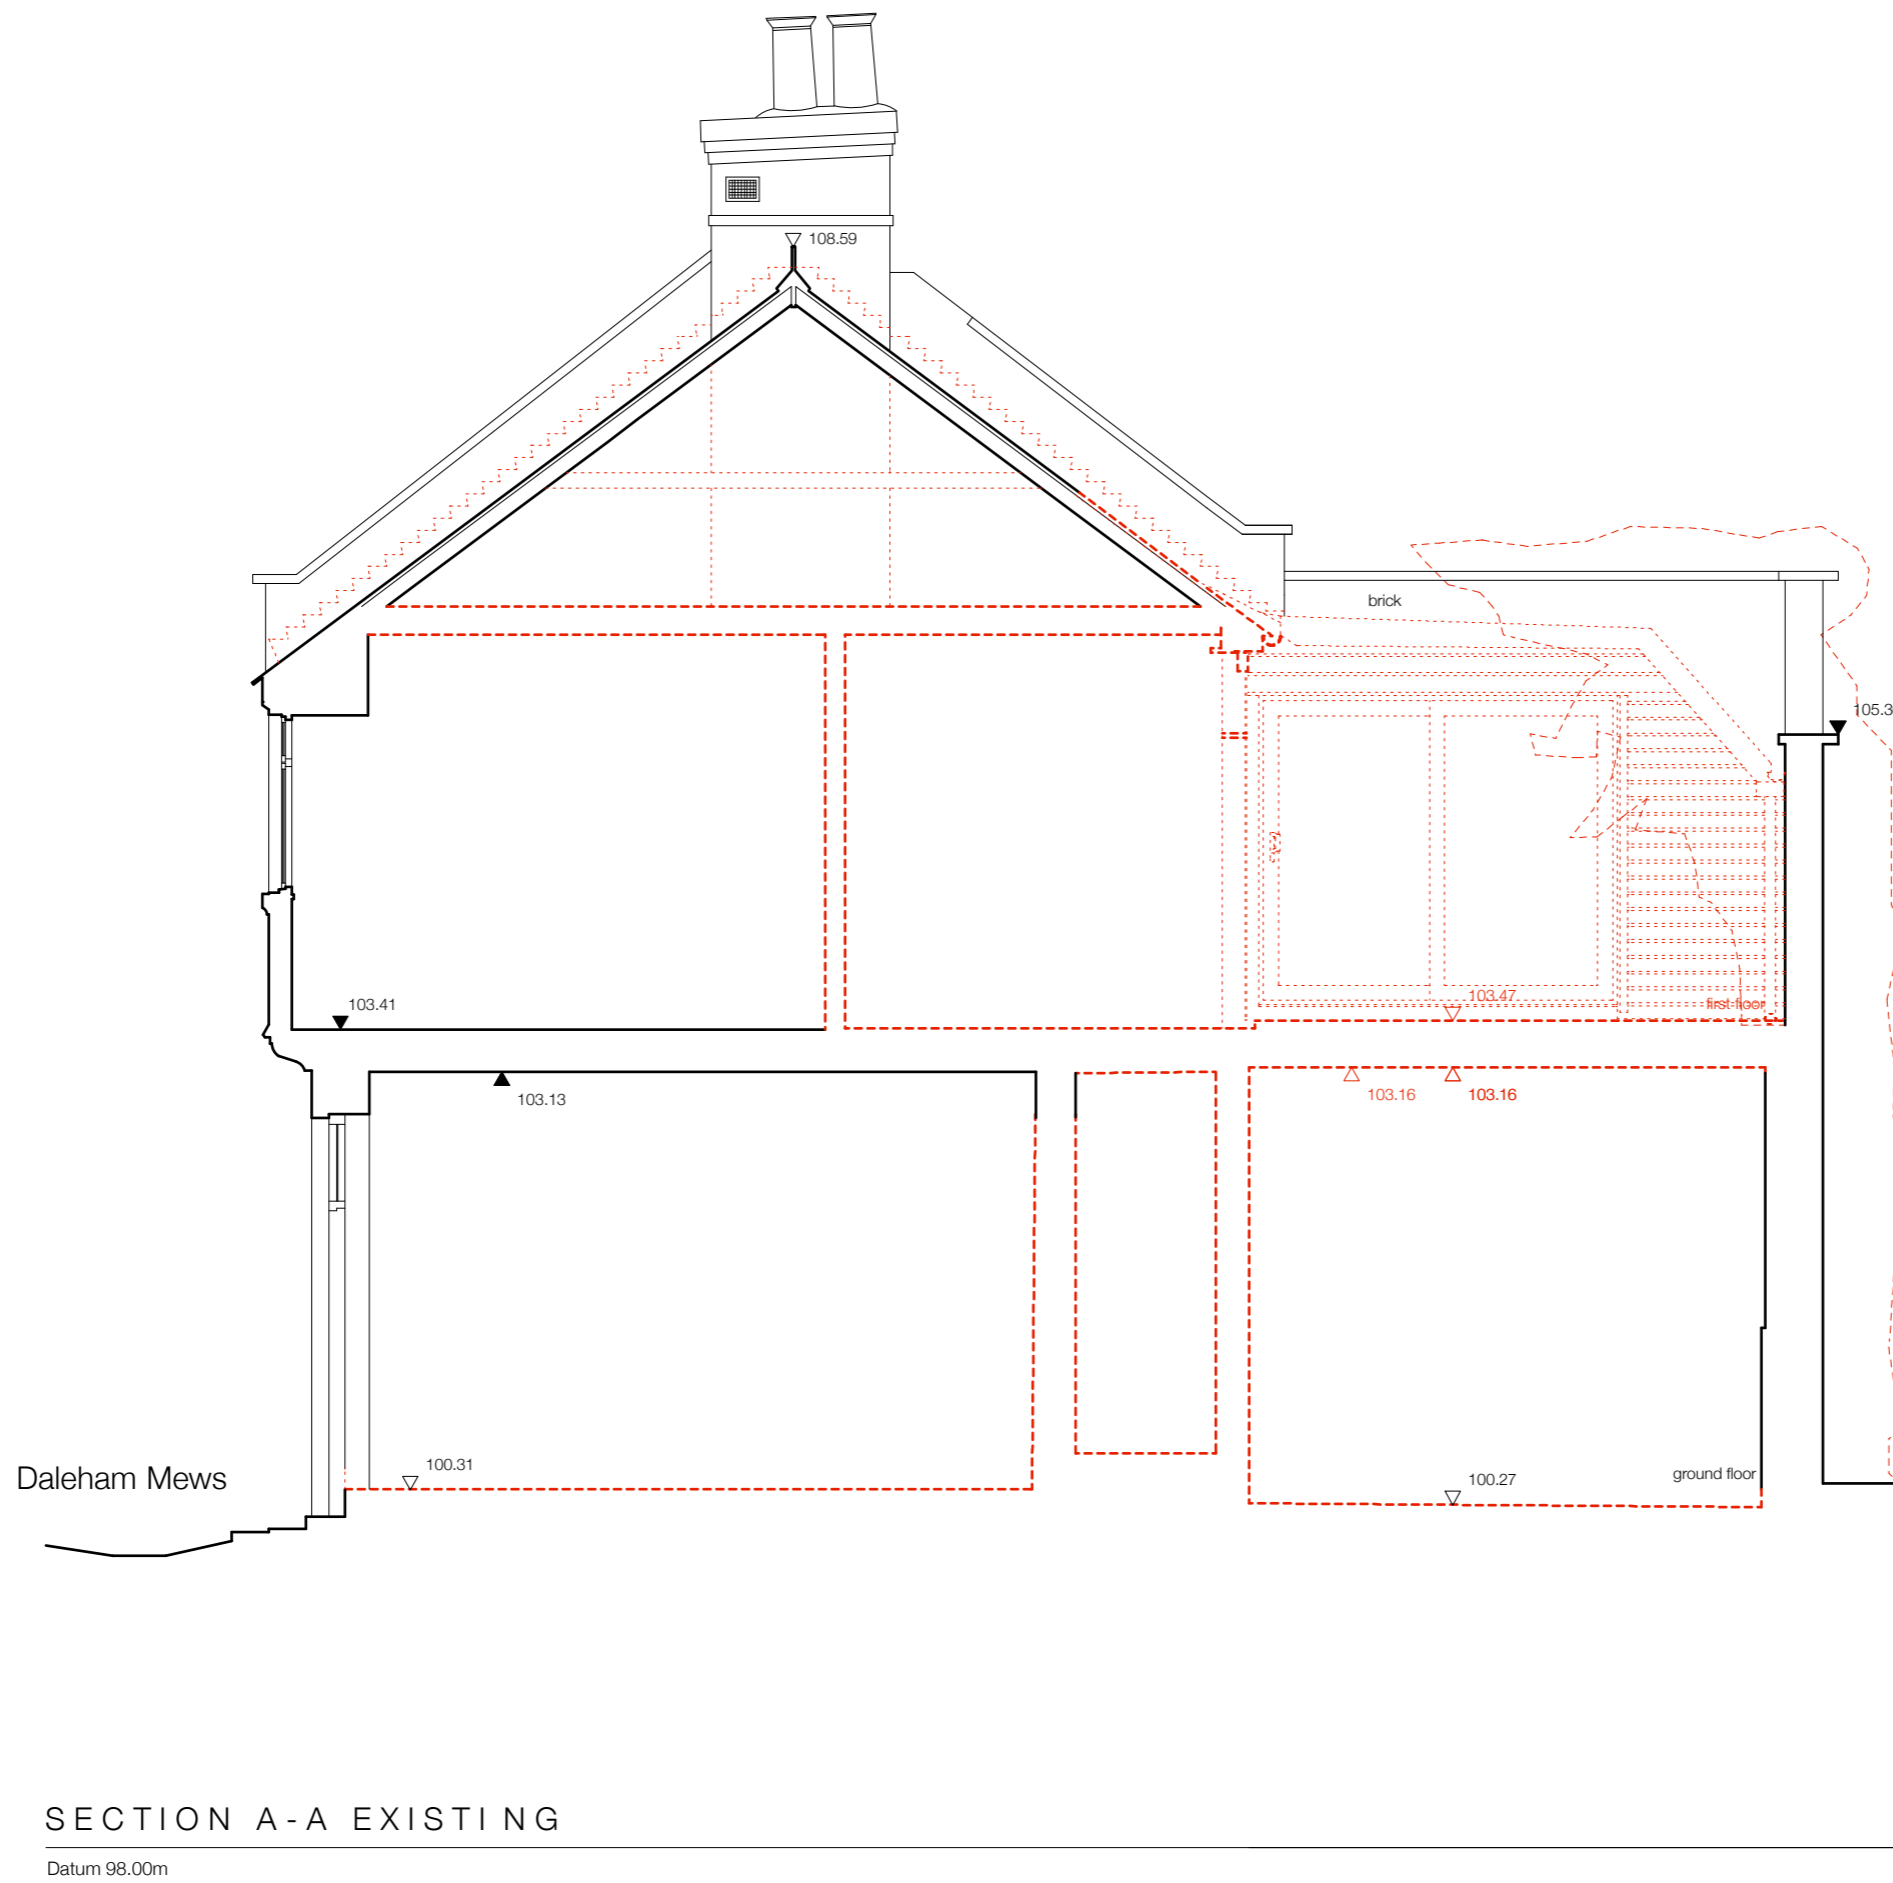 108.59
brick
105.3
103.41
103.47
first floor
103.13
103.16
103.16
100.31
100.27
ground floor
Daleham Mews
SECTION A-A EXISTING
Datum 98.00m